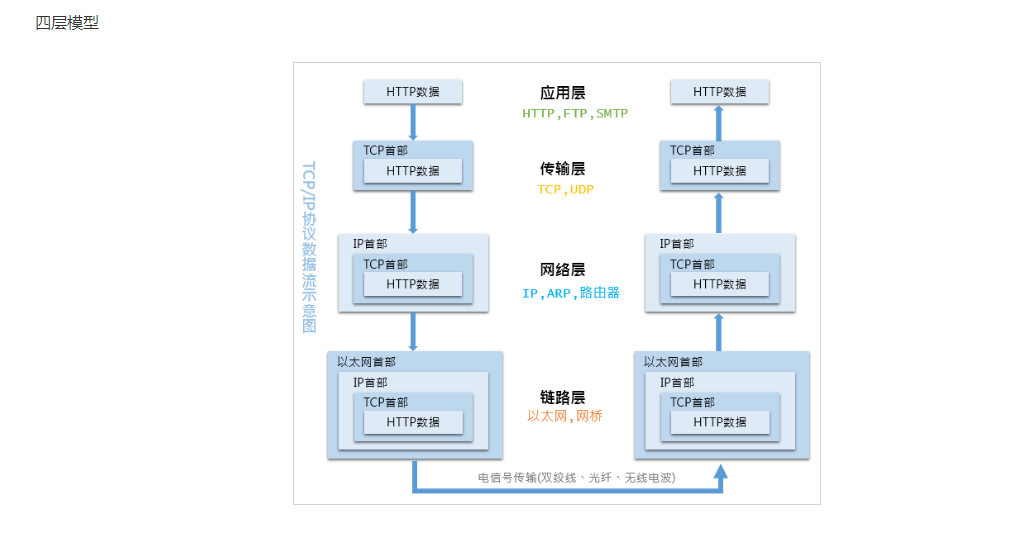 四层模型
TCP/IP协议数据流示意图
HTTP数据
应用层
HTTP,FTP,SMTP
HTTP数据
TCP首部
HTTP数据
传输层
TCP,UDP
TCP首部
HTTP数据
IP首部
TCP首部
HTTP数据
网络层
IP,ARP,路由器
IP首部
TCP首部
HTTP数据
以太网首部
IP首部
TCP首部
HTTP数据
链路层
以太网,网桥
以太网首部
IP首部
TCP首部
HTTP数据
电信号传输(双绞线、光纤、无线电波)